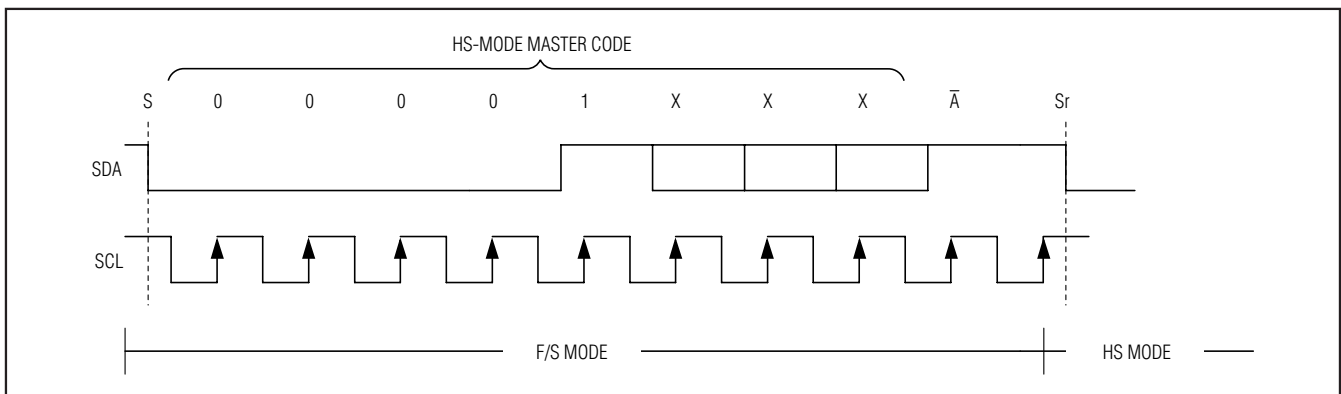 HS-MODE MASTER CODE
S 0 0 0 0 1 X X X A̅ Sr
SDA
SCL
F/S MODE HS MODE